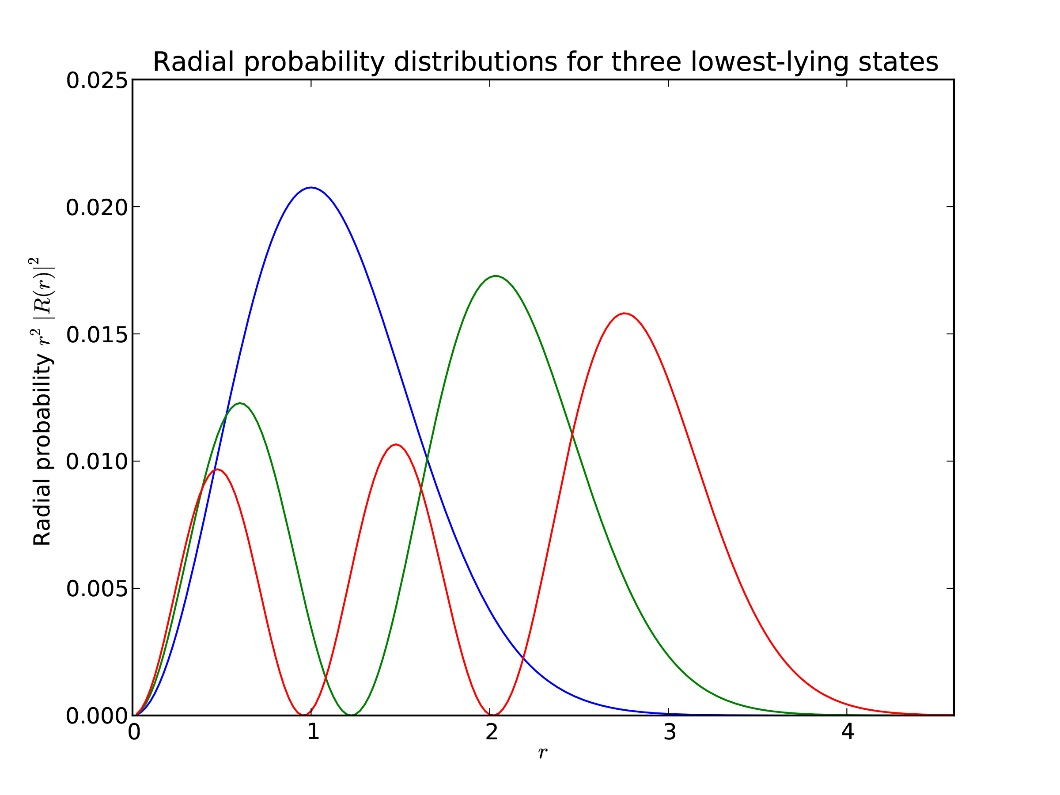 Radial probability distributions for three lowest-lying states
0.025
0.020
0.015
0.010
0.005
0.000
Radial probability r² |R(r)|²
0 1 2 3 4
r